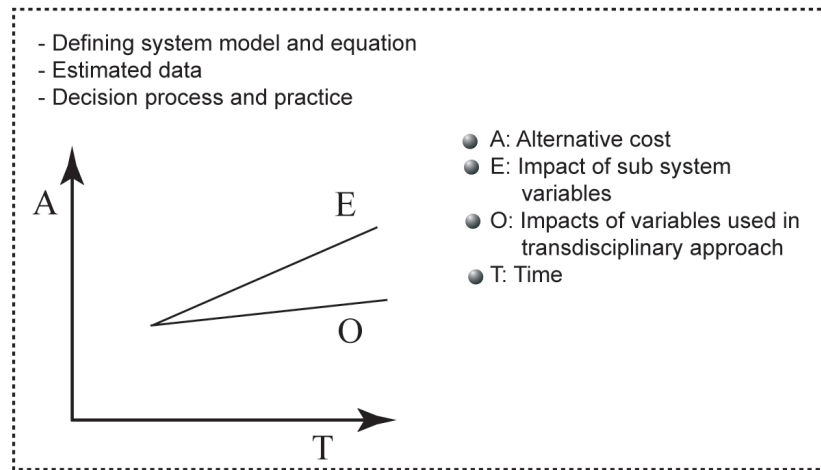 - Defining system model and equation
- Estimated data
- Decision process and practice
A
E
O
T
A: Alternative cost
E: Impact of sub system
variables
O: Impacts of variables used in
transdisciplinary approach
T: Time